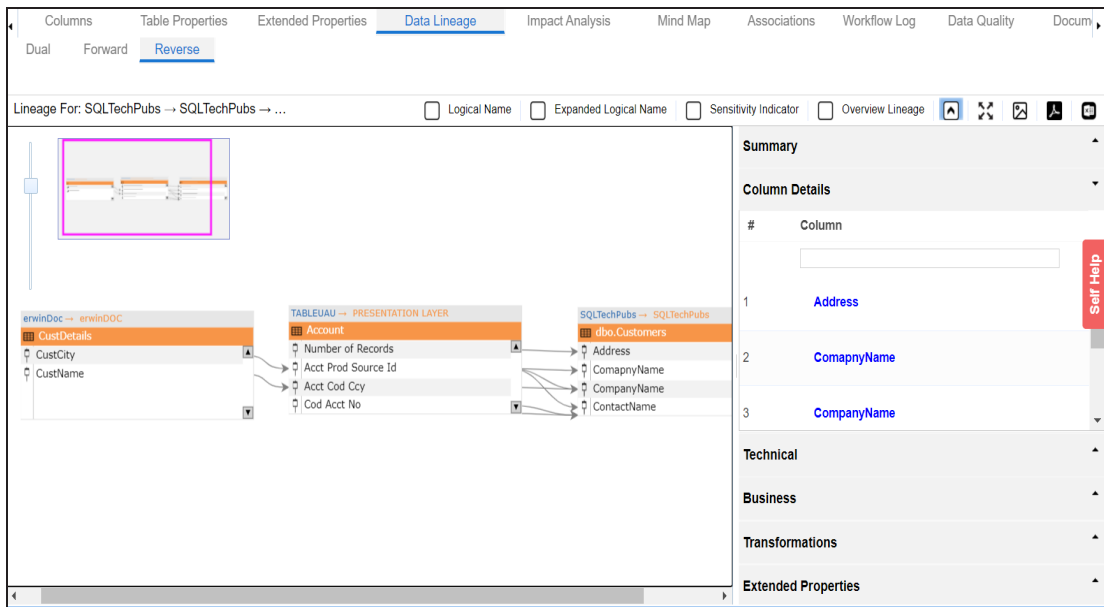 Columns Table Properties Extended Properties Data Lineage Impact Analysis Mind Map Associations Workflow Log Data Quality Docum
Dual Forward Reverse
Lineage For: SQLTechPubs → SQLTechPubs → ... Logical Name Expanded Logical Name Sensitivity Indicator Overview Lineage
erwinDoc → erwinDOC
CustDetails
CustCity
CustName
TABLEUAU → PRESENTATION LAYER
Account
Number of Records
Acct Prod Source Id
Acct Cod Ccy
Cod Acct No
SQLTechPubs → SQLTechPubs
dbo.Customers
Address
ComapnyName
CompanyName
ContactName
Summary
Column Details
# Column
1 Address
2 ComapnyName
3 CompanyName
Technical
Business
Transformations
Extended Properties
Self Help